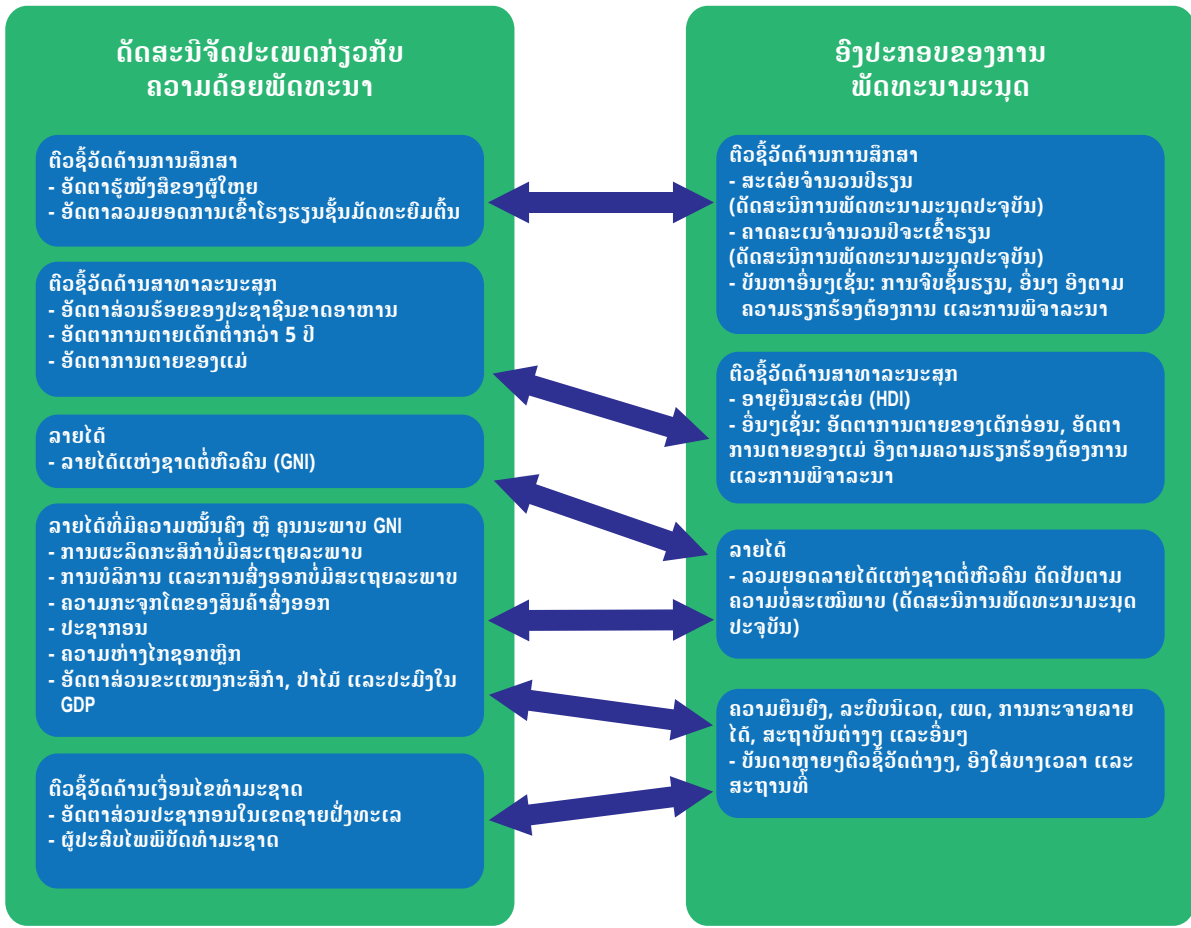 ດັດສະນີຈັດປະເພດກ່ຽວກັບ
ຄວາມດ້ອຍພັດທະນາ
ຕົວຊີ້ວັດດ້ານການສຶກສາ
- ອັດຕາຮູ້ໜັງສືຂອງຜູ້ໃຫຍ
- ອັດຕາລວມຍອດການເຂົ້າໂຮງຮຽນຊັ້ນມັດທະຍົມຕົ້ນ
ຕົວຊີ້ວັດດ້ານສາທາລະນະສຸກ
- ອັດຕາສ່ວນຮ້ອຍຂອງປະຊາຊົນຂາດອາຫານ
- ອັດຕາການຕາຍເດັກຕ່ຳກວ່າ 5 ປີ
- ອັດຕາການຕາຍຂອງແມ່
ລາຍໄດ້
- ລາຍໄດ້ແຫ່ງຊາດຕໍ່ຫົວຄົນ (GNI)
ລາຍໄດ້ທີ່ມີຄວາມໝັ້ນຄົງ ຫຼື ຄຸນນະພາບ GNI
- ການຜະລິດກະສິກຳບໍ່ມີສະເຖຍລະພາບ
- ການບໍລິການ ແລະການສົ່ງອອກບໍ່ມີສະເຖຍລະພາບ
- ຄວາມກະຈຸກໂຕຂອງສິນຄ້າສົ່ງອອກ
- ປະຊາກອນ
- ຄວາມຫ່າງໄກຊອກຫຼີກ
- ອັດຕາສ່ວນຂະແໜງກະສິກຳ, ປ່າໄມ້ ແລະປະມົງໃນ
GDP
ຕົວຊີ້ວັດດ້ານເງື່ອນໄຂທຳມະຊາດ
- ອັດຕາສ່ວນປະຊາກອນໃນເຂດຊາຍຝັ່ງທະເລ
- ຜູ້ປະສົບໄພພິບັດທຳມະຊາດ
ອົງປະກອບຂອງການ
ພັດທະນາມະນຸດ
ຕົວຊີ້ວັດດ້ານການສຶກສາ
- ສະເລ່ຍຈຳນວນປີຮຽນ
(ດັດສະນີການພັດທະນາມະນຸດປະຈຸບັນ)
- ຄາດຄະເນຈຳນວນປີຈະເຂົ້າຮຽນ
(ດັດສະນີການພັດທະນາມະນຸດປະຈຸບັນ)
- ບັນຫາອື່ນໆເຊັ່ນ: ການຈົບຊັ້ນຮຽນ, ອື່ນໆ ອີງຕາມ
ຄວາມຮຽກຮ້ອງຕ້ອງການ ແລະການພິຈາລະນາ
ຕົວຊີ້ວັດດ້ານສາທາລະນະສຸກ
- ອາຍຸຍືນສະເລ່ຍ (HDI)
- ອື່ນໆເຊັ່ນ: ອັດຕາການຕາຍຂອງເດັກອ່ອນ, ອັດຕາ
ການຕາຍຂອງແມ່ ອີງຕາມຄວາມຮຽກຮ້ອງຕ້ອງການ
ແລະການພິຈາລະນາ
ລາຍໄດ້
- ລວມຍອດລາຍໄດ້ແຫ່ງຊາດຕໍ່ຫົວຄົນ ດັດປັບຕາມ
ຄວາມບໍ່ສະເໝີພາບ (ດັດສະນີການພັດທະນາມະນຸດ
ປະຈຸບັນ)
ຄວາມຍືນຍົງ, ລະບົບນິເວດ, ເພດ, ການກະຈາຍລາຍ
ໄດ້, ສະຖາບັນຕ່າງໆ ແລະອື່ນໆ
- ບັນດາຫຼາຍໆຕົວຊີ້ວັດຕ່າງໆ, ອີງໃສ່ບາງເວລາ ແລະ
ສະຖານທີ່